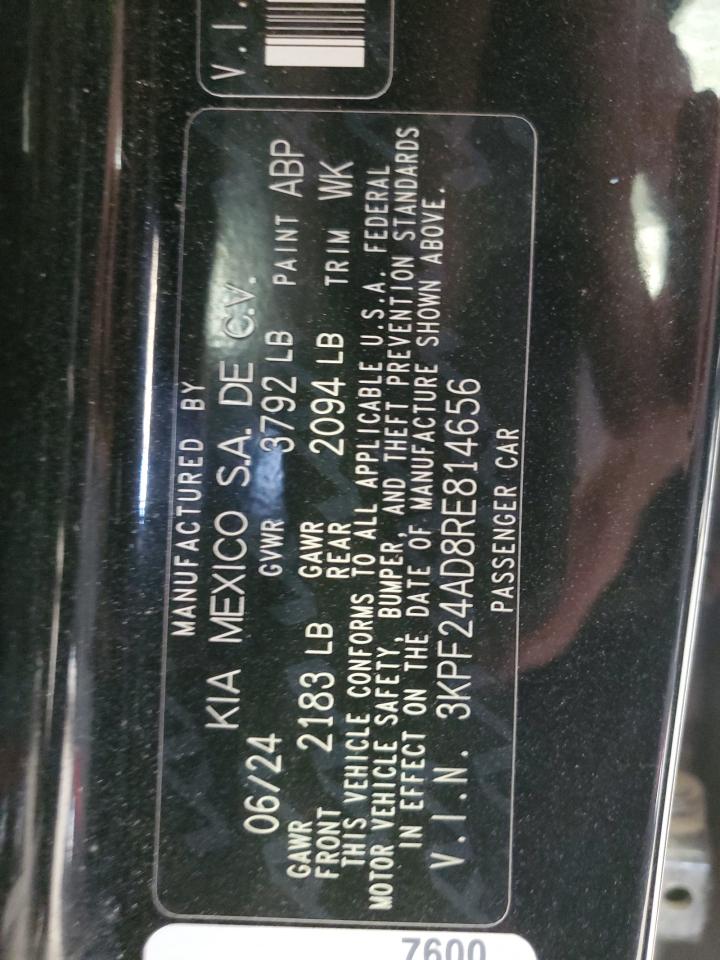 V.I.
MANUFACTURED BY
KIA MEXICO S.A. DE C.V.
06/24 GVWR 3792 LB PAINT ABP
GAWR FRONT 2183 LB GAWR REAR 2094 LB TRIM WK
THIS VEHICLE CONFORMS TO ALL APPLICABLE U.S.A. FEDERAL
MOTOR VEHICLE SAFETY, BUMPER, AND THEFT PREVENTION STANDARDS
IN EFFECT ON THE DATE OF MANUFACTURE SHOWN ABOVE.
V.I.N. 3KPF24AD8RE814656
PASSENGER CAR
7600